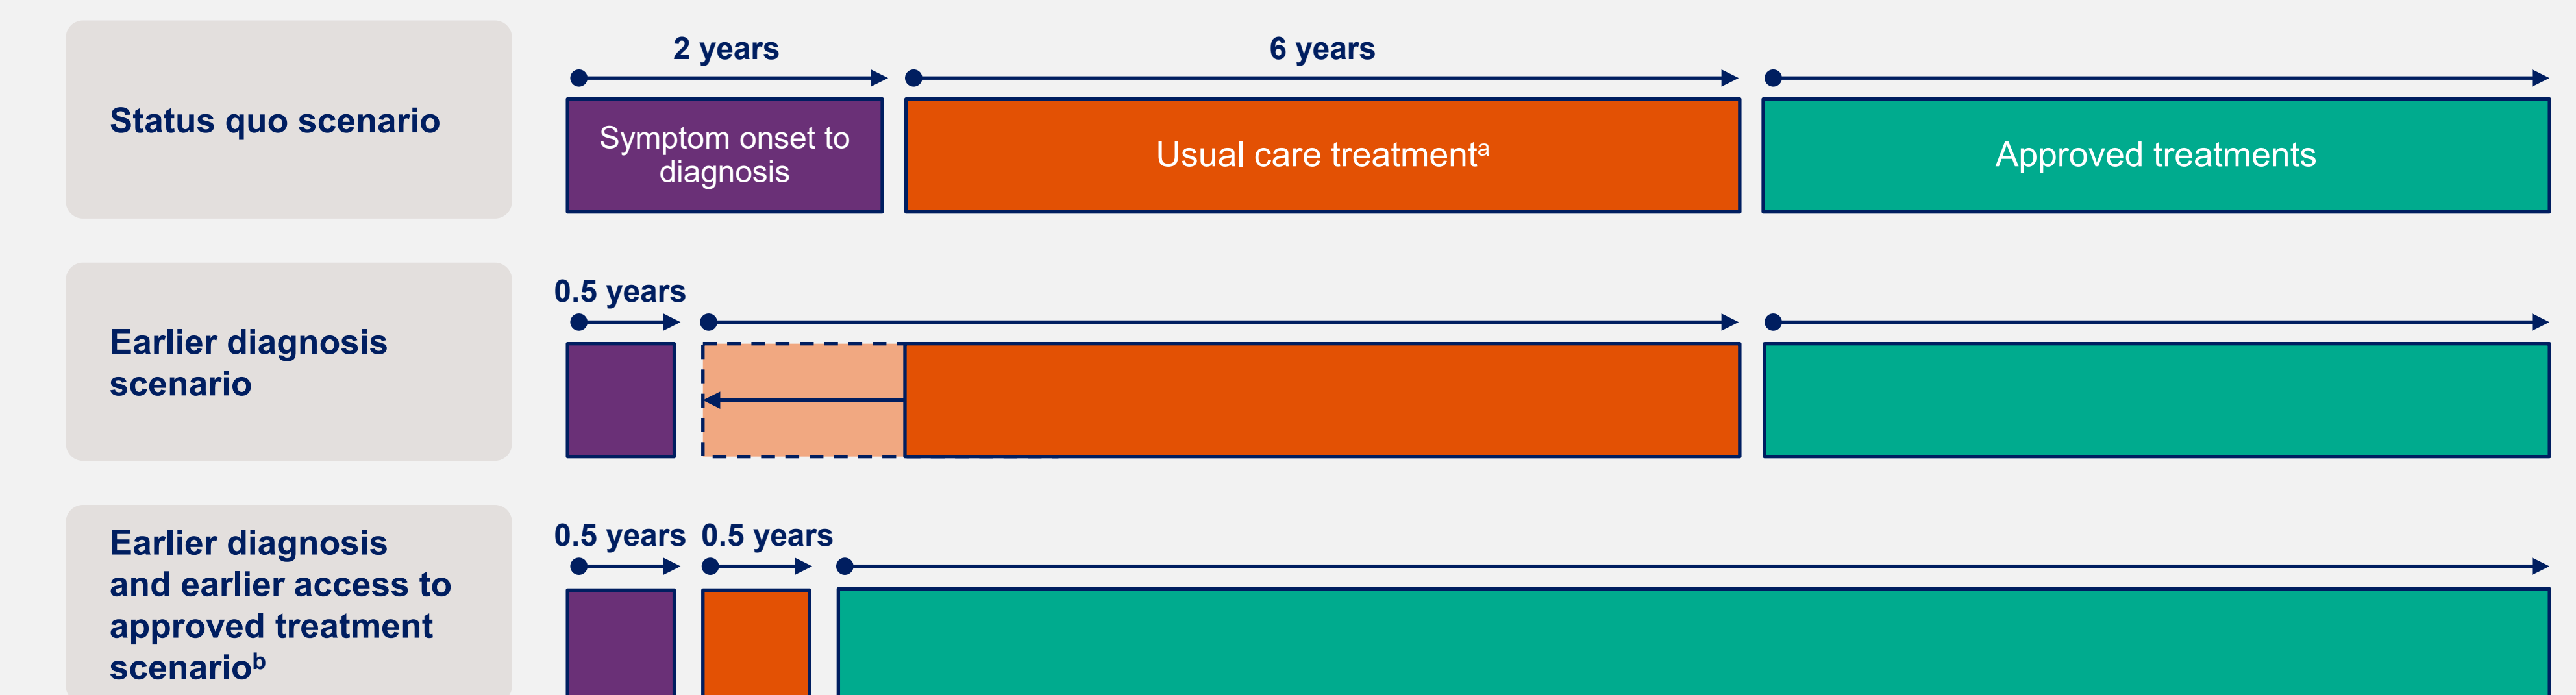 2 years
6 years
Status quo scenario
Symptom onset to
diagnosis
Usual care treatmentᵃ
Approved treatments
0.5 years
Earlier diagnosis
scenario
0.5 years
0.5 years
Earlier diagnosis
and earlier access to
approved treatment
scenarioᵇ